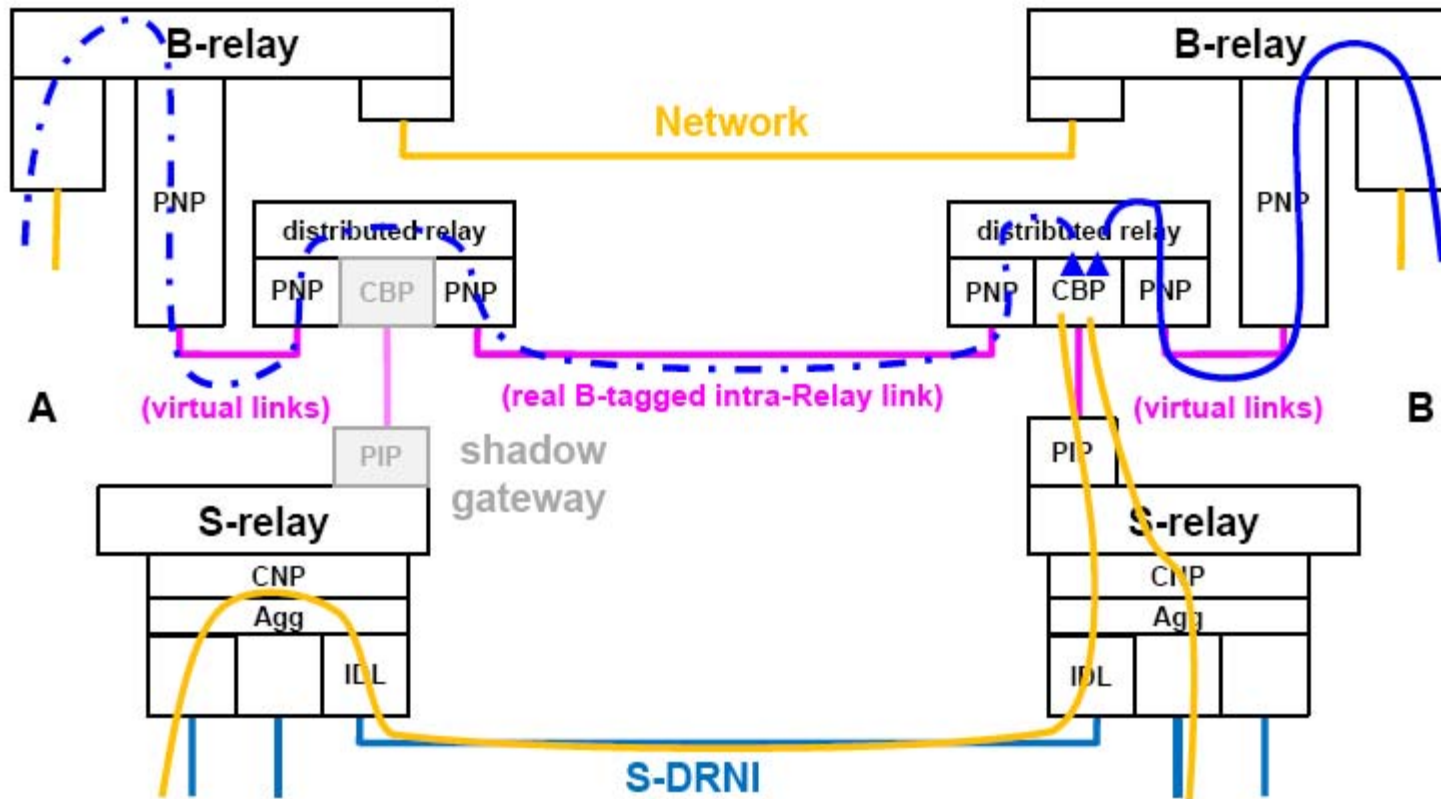 B-relay
B-relay
Network
PNP
PNP
distributed relay
distributed relay
PNP
CBP
PNP
PNP
CBP
PNP
A
(virtual links)
(real B-tagged intra-Relay link)
(virtual links)
B
PIP
shadow
gateway
PIP
S-relay
S-relay
CNP
CNP
Agg
Agg
IDL
IDL
S-DRNI